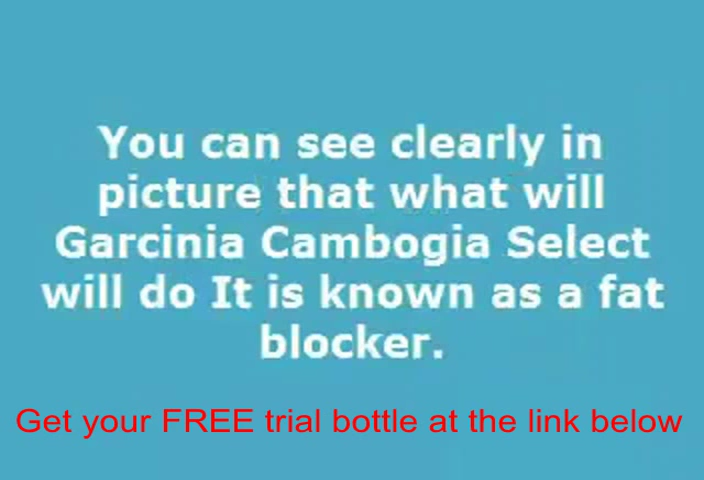 You can see clearly in
picture that what will
Garcinia Cambogia Select
will do It is known as a fat
blocker.
Get your FREE trial bottle at the link below